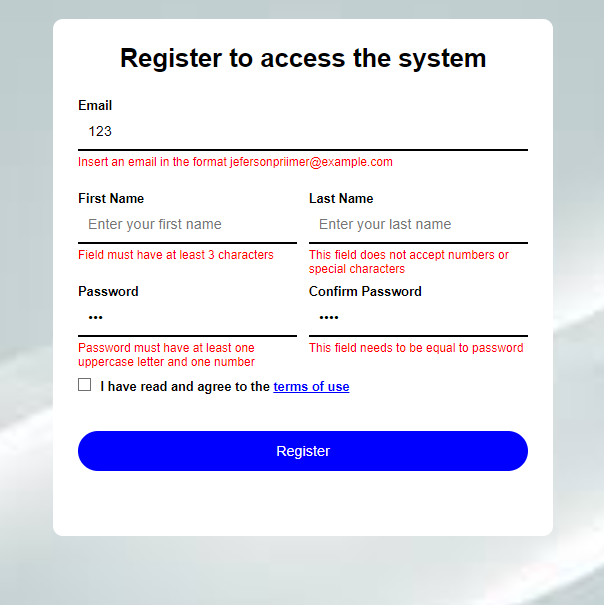 Register to access the system
Email
123
Insert an email in the format jefersonpriimer@example.com
First Name
Last Name
Enter your first name
Enter your last name
Field must have at least 3 characters
This field does not accept numbers or
special characters
Password
Confirm Password
•••
••••
Password must have at least one
uppercase letter and one number
This field needs to be equal to password
I have read and agree to the terms of use
Register